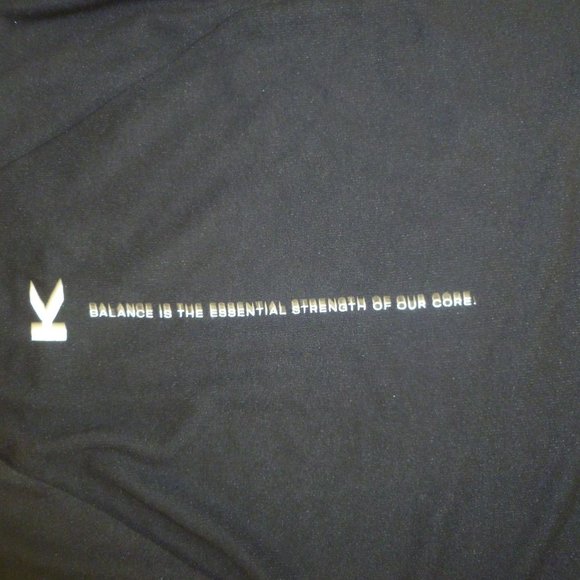 BALANCE IS THE ESSENTIAL STRENGTH OF OUR CORE.